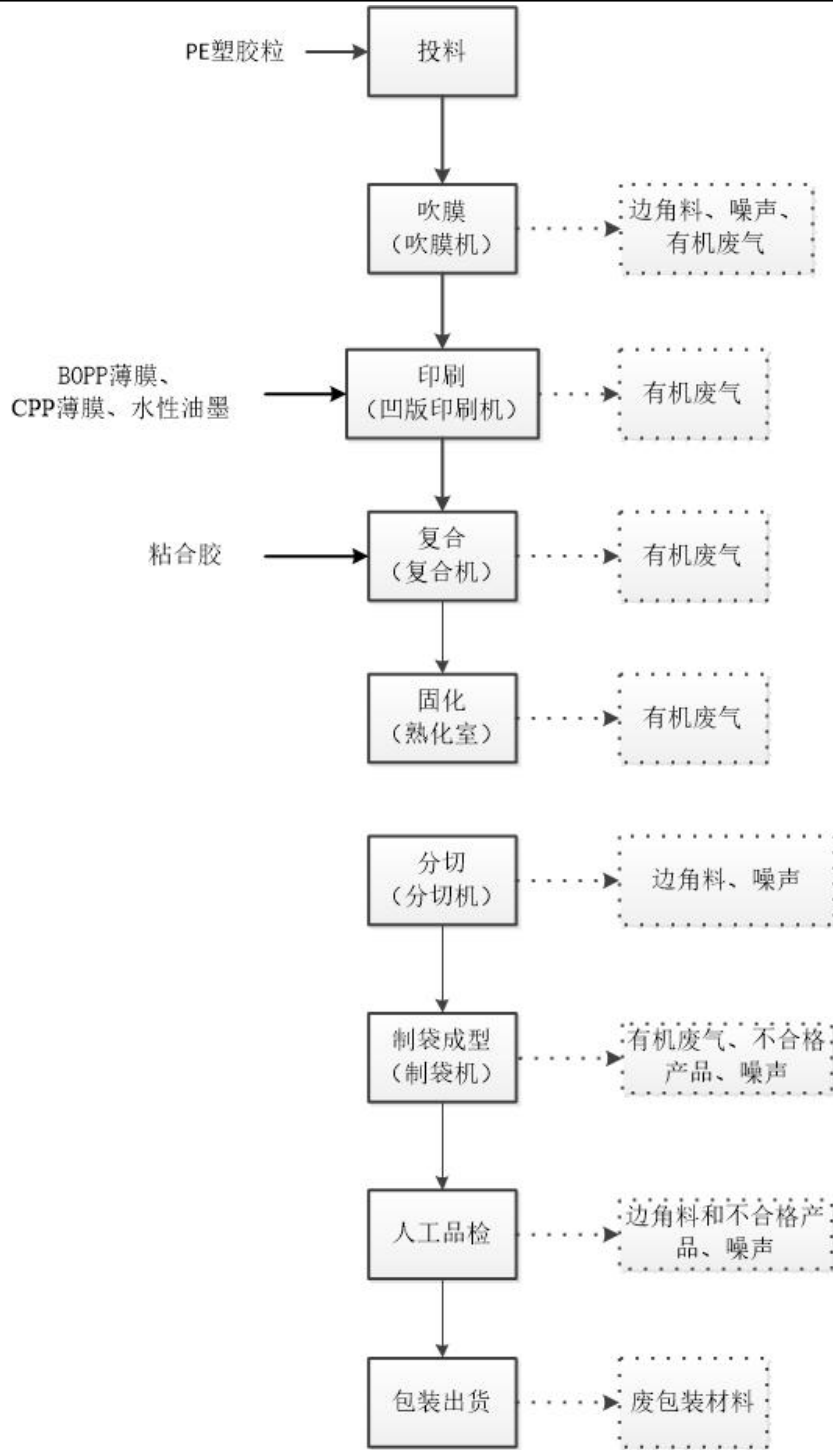 PE塑胶粒
投料
吹膜
（吹膜机）
边角料、噪声、
有机废气
BOPP薄膜、
CPP薄膜、水性油墨
印刷
（凹版印刷机）
有机废气
粘合胶
复合
（复合机）
有机废气
固化
（熟化室）
有机废气
分切
（分切机）
边角料、噪声
制袋成型
（制袋机）
有机废气、不合格
产品、噪声
人工品检
边角料和不合格产
品、噪声
包装出货
废包装材料